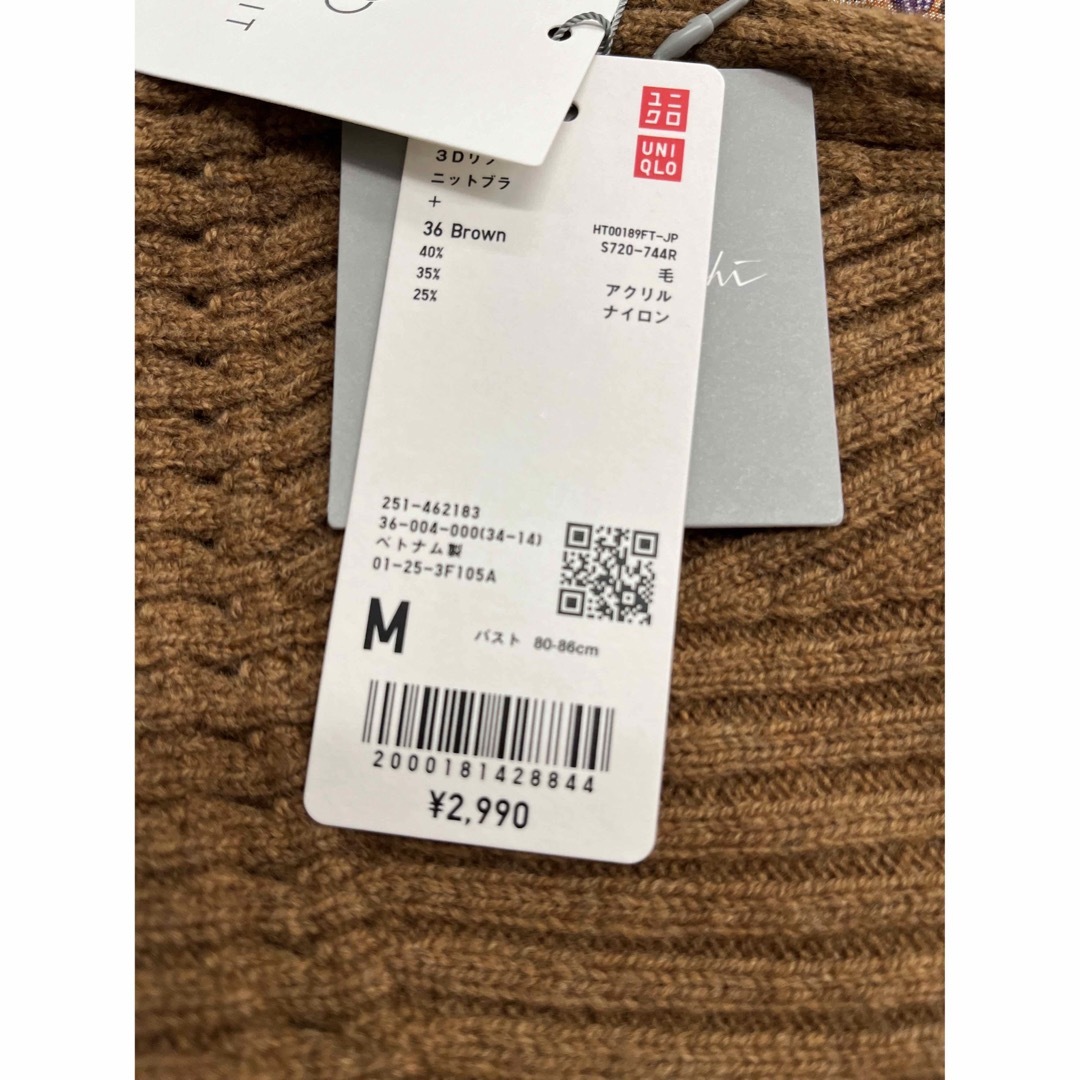 IT
ユニ
クロ
UNI
QLO
3Dリブ
ニットブラ
+
36 Brown
HT00189FT-JP
S720-744R
40%
毛
35%
アクリル
25%
ナイロン
hi
251-462183
36-004-000(34-14)
ベトナム製
01-25-3F105A
M
バスト 80-86cm
2000181428844
¥2,990